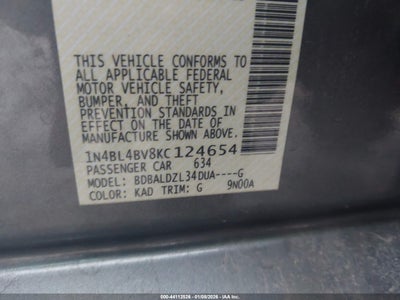 THIS VEHICLE CONFORMS TO
ALL APPLICABLE FEDERAL
MOTOR VEHICLE SAFETY,
BUMPER, AND THEFT
PREVENTION STANDARDS IN
EFFECT ON THE DATE OF
MANUFACTURE SHOWN ABOVE.
1N4BL4BV8KC124654
PASSENGER CAR 634
MODEL: BDBALDZL34DUA----G
COLOR: KAD TRIM: G 9N00A
000-44113526 - 01/08/2026 - IAA Inc.